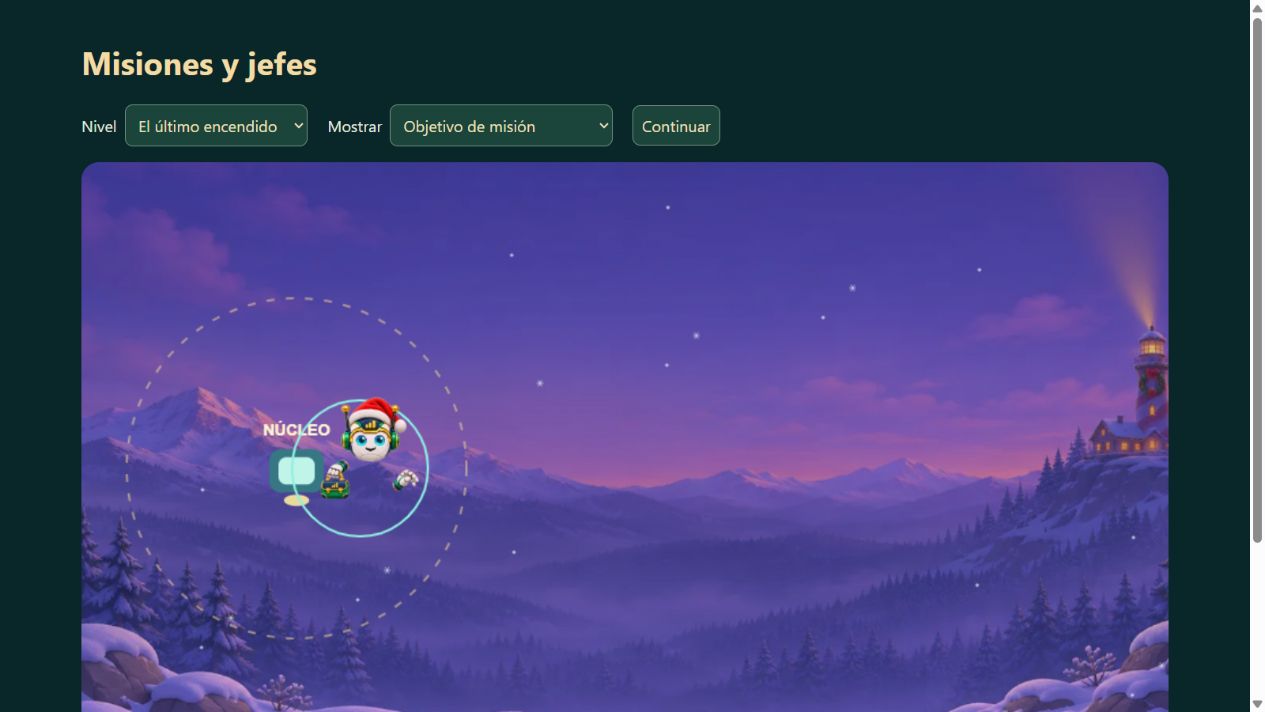 Misiones y jefes
Nivel El último encendido Mostrar Objetivo de misión Continuar
NÚCLEO